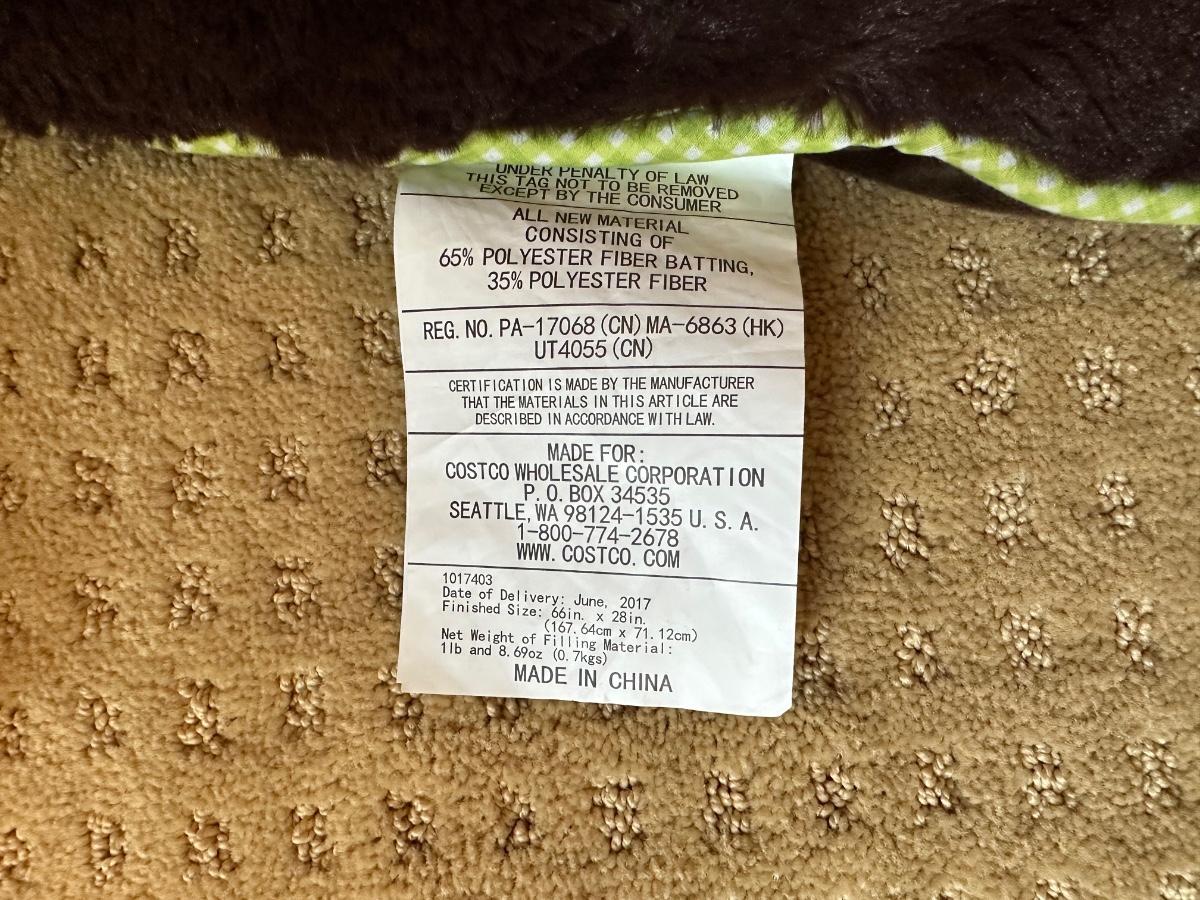 UNDER PENALTY OF LAW
THIS TAG NOT TO BE REMOVED
EXCEPT BY THE CONSUMER
ALL NEW MATERIAL
CONSISTING OF
65% POLYESTER FIBER BATTING,
35% POLYESTER FIBER
REG. NO. PA-17068 (CN) MA-6863 (HK)
UT4055 (CN)
CERTIFICATION IS MADE BY THE MANUFACTURER
THAT THE MATERIALS IN THIS ARTICLE ARE
DESCRIBED IN ACCORDANCE WITH LAW.
MADE FOR:
COSTCO WHOLESALE CORPORATION
P. O. BOX 34535
SEATTLE, WA 98124-1535 U. S. A.
1-800-774-2678
WWW. COSTCO. COM
1017403
Date of Delivery: June, 2017
Finished Size: 66in. x 28in.
(167.64cm x 71.12cm)
Net Weight of Filling Material:
1lb and 8.69oz (0.7kgs)
MADE IN CHINA